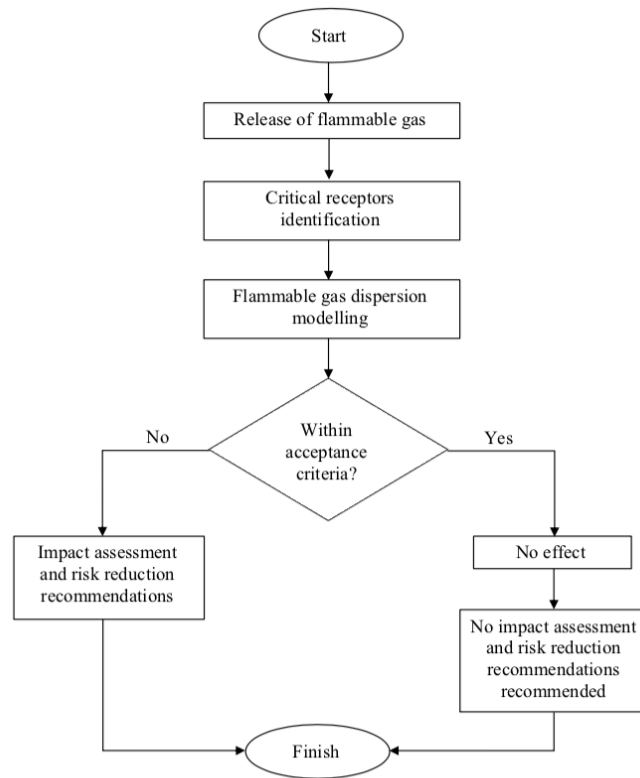 Start
Release of flammable gas
Critical receptors
identification
Flammable gas dispersion
modelling
Within
acceptance
criteria?
No
Yes
Impact assessment
and risk reduction
recommendations
No effect
No impact assessment
and risk reduction
recommendations
recommended
Finish